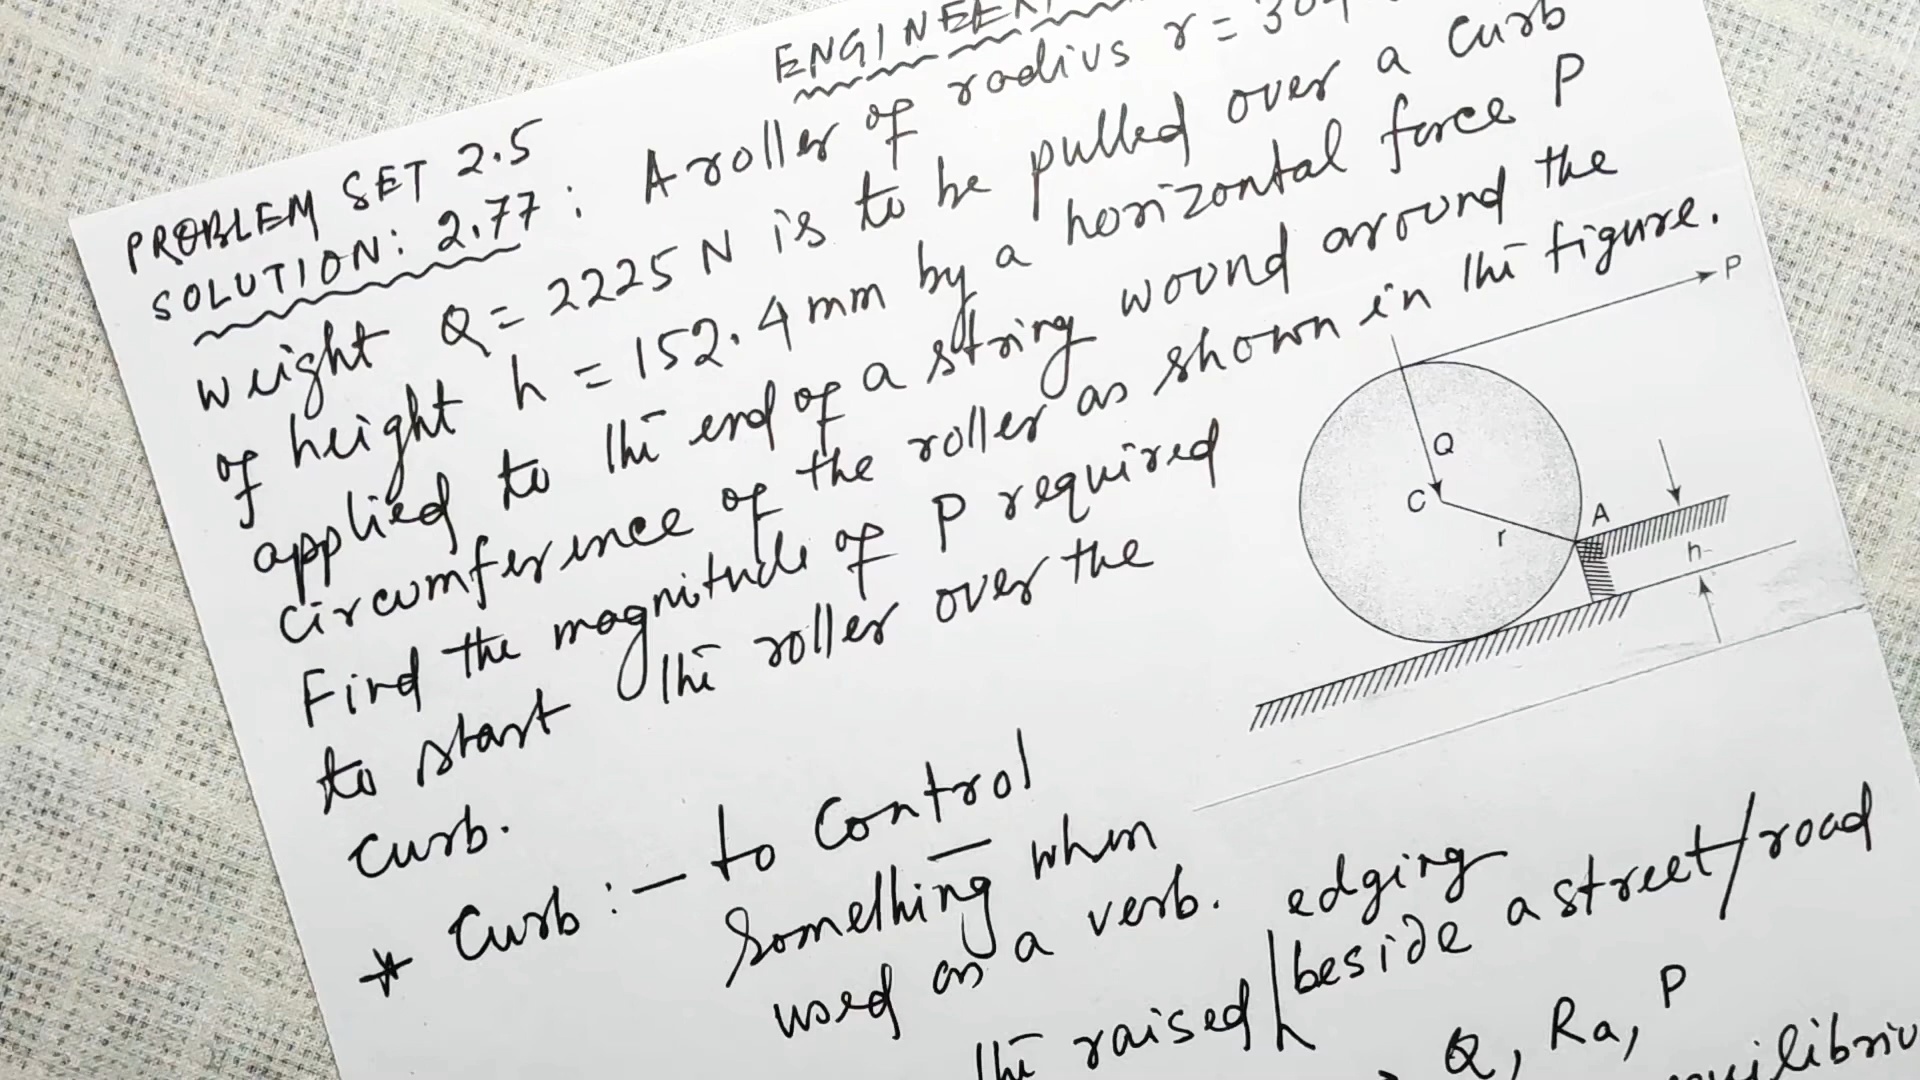 PROBLEM SET 2.5
SOLUTION: 2.77 : A roller of radius r =
weight Q = 2225 N is to be pulled over a curb
of height h = 152.4 mm by a horizontal force P
applied to the end of a string wound around the
circumference of the roller as shown in the figure.
Find the magnitude of P required
to start the roller over the
curb.
P
Q
C
r
A
h
* Curb :- to control
something when
used as a verb.
the raised edging
beside a street/road
Q, Ra, P